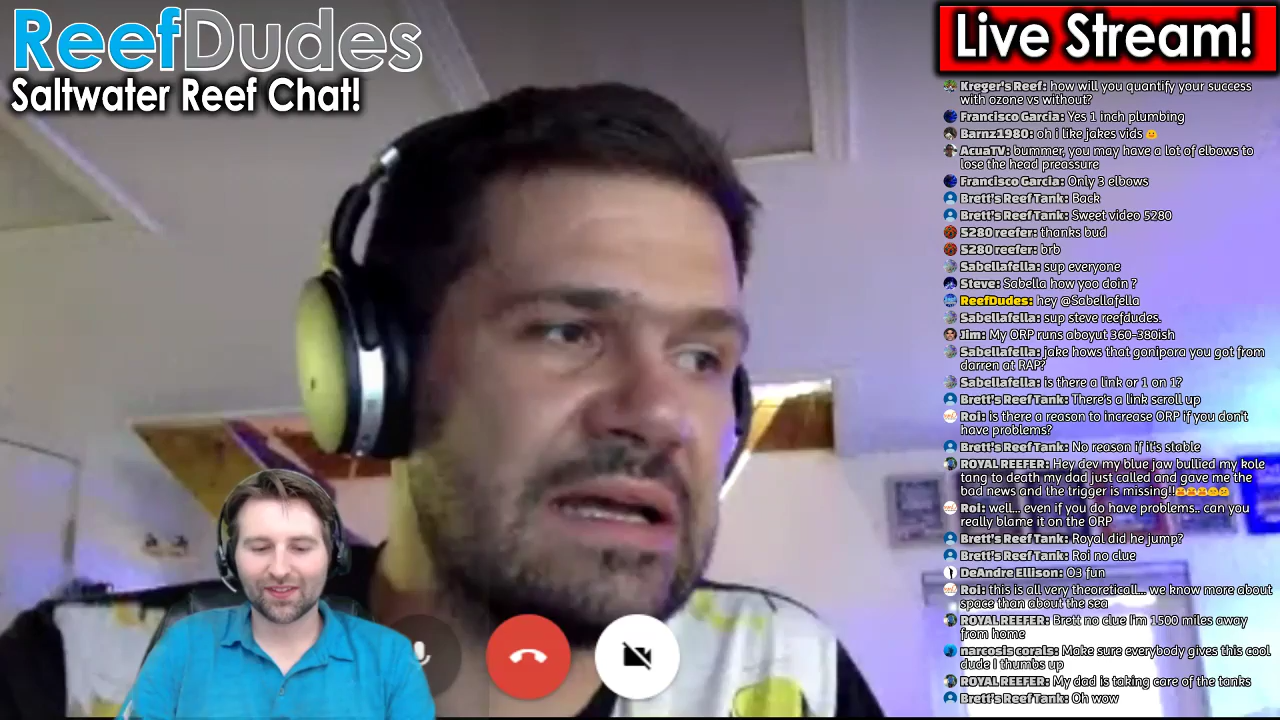 ReefDudes
Saltwater Reef Chat!
Live Stream!
Kreger's Reef: how will you quantify your success
with ozone vs without?
Francisco Garcia: Yes 1 inch plumbing
Barnz1980: oh i like jakes vids
AcuaTV: bummer, you may have a lot of elbows to
lose the head preassure
Francisco Garcia: Only 3 elbows
Brett's Reef Tank: Back
Brett's Reef Tank: Sweet video 5280
5280 reefer: thanks bud
5280 reefer: brb
Sabellafella: sup everyone
Steve: Sabella how yoo doin ?
ReefDudes: hey @Sabellafella
Sabellafella: sup steve reefdudes.
Jim: My ORP runs aboyut 360-380ish
Sabellafella: jake hows that gonipora you got from
darren at RAP?
Sabellafella: is there a link or 1 on 1?
Brett's Reef Tank: There's a link scroll up
Roi: is there a reason to increase ORP if you don't
have problems?
Brett's Reef Tank: No reason if it's stable
ROYAL REEFER: Hey dev my blue jaw bullied my kole
tang to death my dad just called and gave me the
bad news and the trigger is missing!!
Roi: well... even if you do have problems.. can you
really blame it on the ORP
Brett's Reef Tank: Royal did he jump?
Brett's Reef Tank: Roi no clue
DeAndre Ellison: O3 fun
Roi: this is all very theoreticall... we know more about
space than about the sea
ROYAL REEFER: Brett no clue I'm 1500 miles away
from home
narcosis corals: Make sure everybody gives this cool
dude I thumbs up
ROYAL REEFER: My dad is taking care of the tanks
Brett's Reef Tank: Oh wow